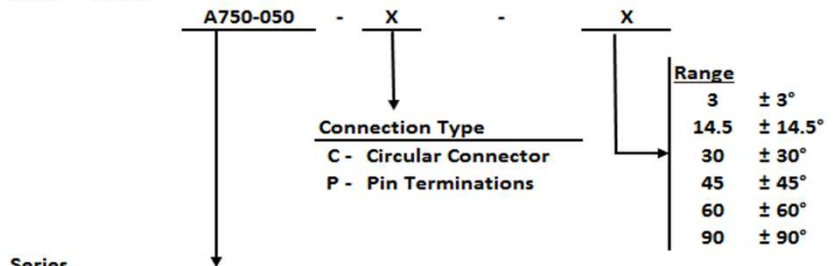 A750-050 - X - X
Range
3 ± 3°
14.5 ± 14.5°
Connection Type
C - Circular Connector
30 ± 30°
P - Pin Terminations
45 ± 45°
60 ± 60°
90 ± 90°
Series